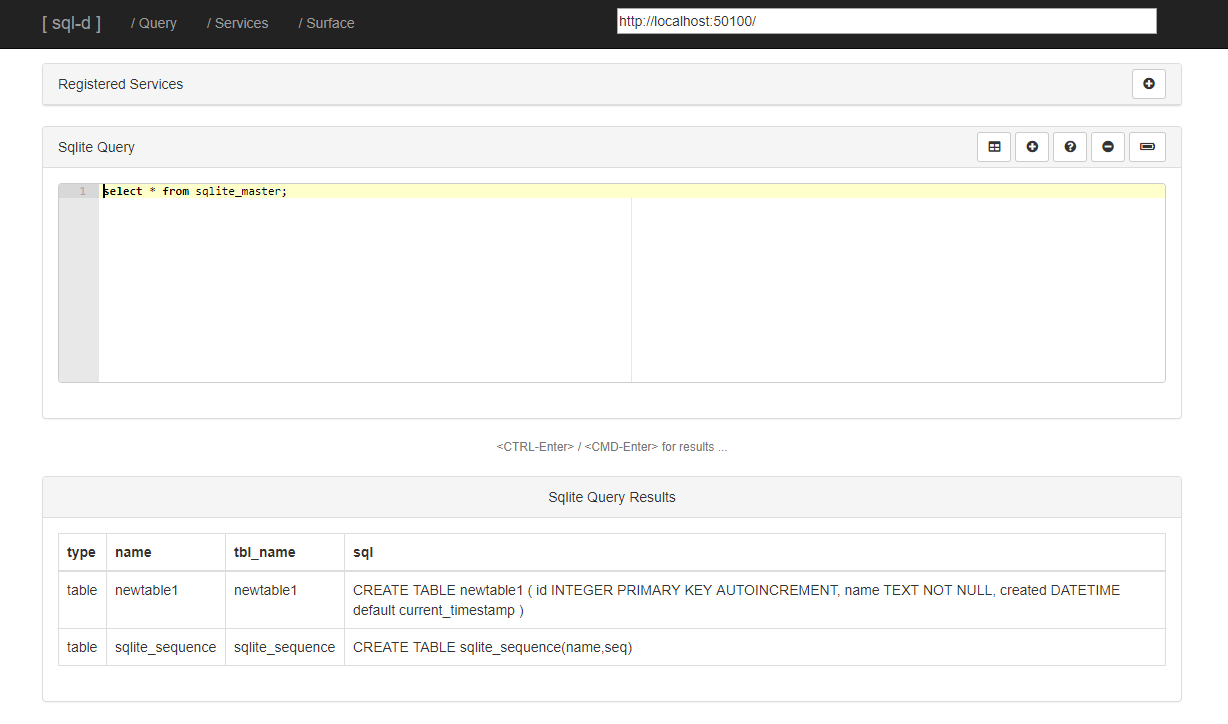 [ sql-d ] / Query / Services / Surface http://localhost:50100/
Registered Services
Sqlite Query
1 select * from sqlite_master;
<CTRL-Enter> / <CMD-Enter> for results ...
Sqlite Query Results
type name tbl_name sql
table newtable1 newtable1 CREATE TABLE newtable1 ( id INTEGER PRIMARY KEY AUTOINCREMENT, name TEXT NOT NULL, created DATETIME
default current_timestamp )
table sqlite_sequence sqlite_sequence CREATE TABLE sqlite_sequence(name,seq)